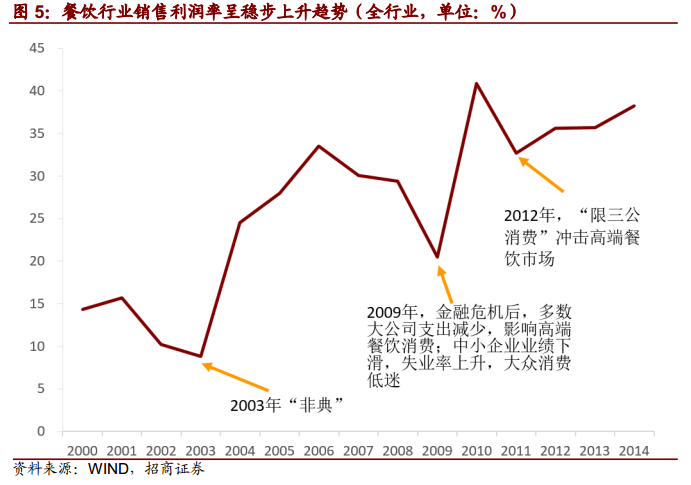 图 5：餐饮行业销售利润率呈稳步上升趋势（全行业，单位：%）
45
40
35
30
25
20
15
10
5
0
2012年，“限三公
消费”冲击高端餐
饮市场
2009年，金融危机后，多数
大公司支出减少，影响高端
餐饮消费；中小企业业绩下
滑，失业率上升，大众消费
低迷
2003年“非典”
2000 2001 2002 2003 2004 2005 2006 2007 2008 2009 2010 2011 2012 2013 2014
资料来源：WIND，招商证券